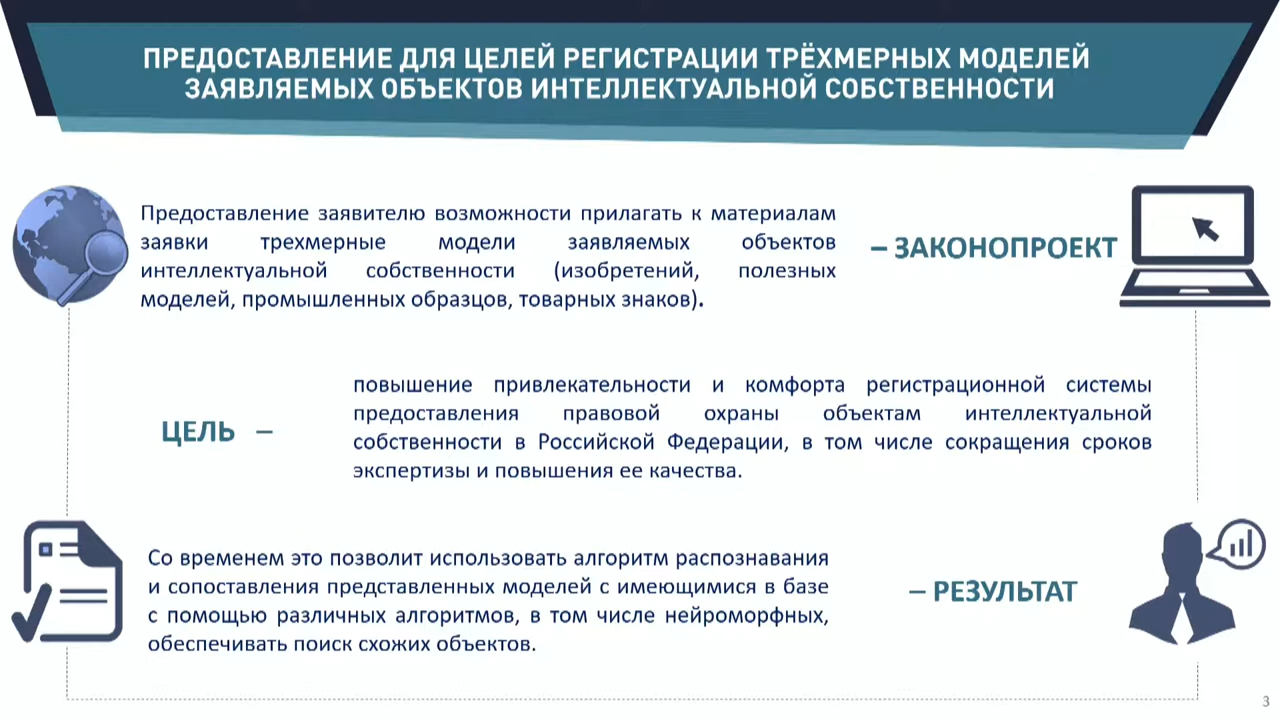 ПРЕДОСТАВЛЕНИЕ ДЛЯ ЦЕЛЕЙ РЕГИСТРАЦИИ ТРЁХМЕРНЫХ МОДЕЛЕЙ
ЗАЯВЛЯЕМЫХ ОБЪЕКТОВ ИНТЕЛЛЕКТУАЛЬНОЙ СОБСТВЕННОСТИ
Предоставление заявителю возможности прилагать к материалам
заявки трехмерные модели заявляемых объектов
интеллектуальной собственности (изобретений, полезных
моделей, промышленных образцов, товарных знаков).
– ЗАКОНОПРОЕКТ
ЦЕЛЬ –
повышение привлекательности и комфорта регистрационной системы
предоставления правовой охраны объектам интеллектуальной
собственности в Российской Федерации, в том числе сокращения сроков
экспертизы и повышения ее качества.
Со временем это позволит использовать алгоритм распознавания
и сопоставления представленных моделей с имеющимися в базе
с помощью различных алгоритмов, в том числе нейроморфных,
обеспечивать поиск схожих объектов.
– РЕЗУЛЬТАТ
3